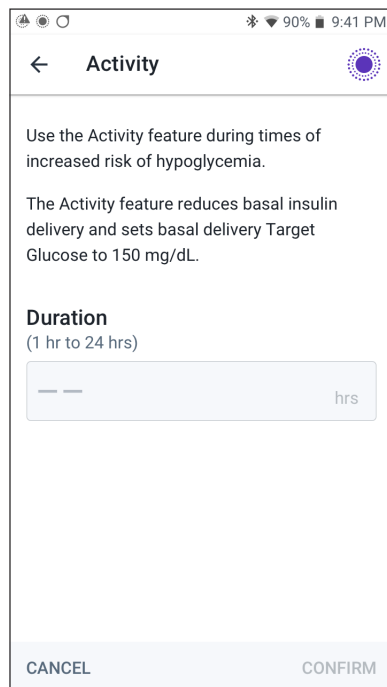 90% 9:41 PM
Activity
Use the Activity feature during times of
increased risk of hypoglycemia.
The Activity feature reduces basal insulin
delivery and sets basal delivery Target
Glucose to 150 mg/dL.
Duration
(1 hr to 24 hrs)
— — hrs
CANCEL CONFIRM